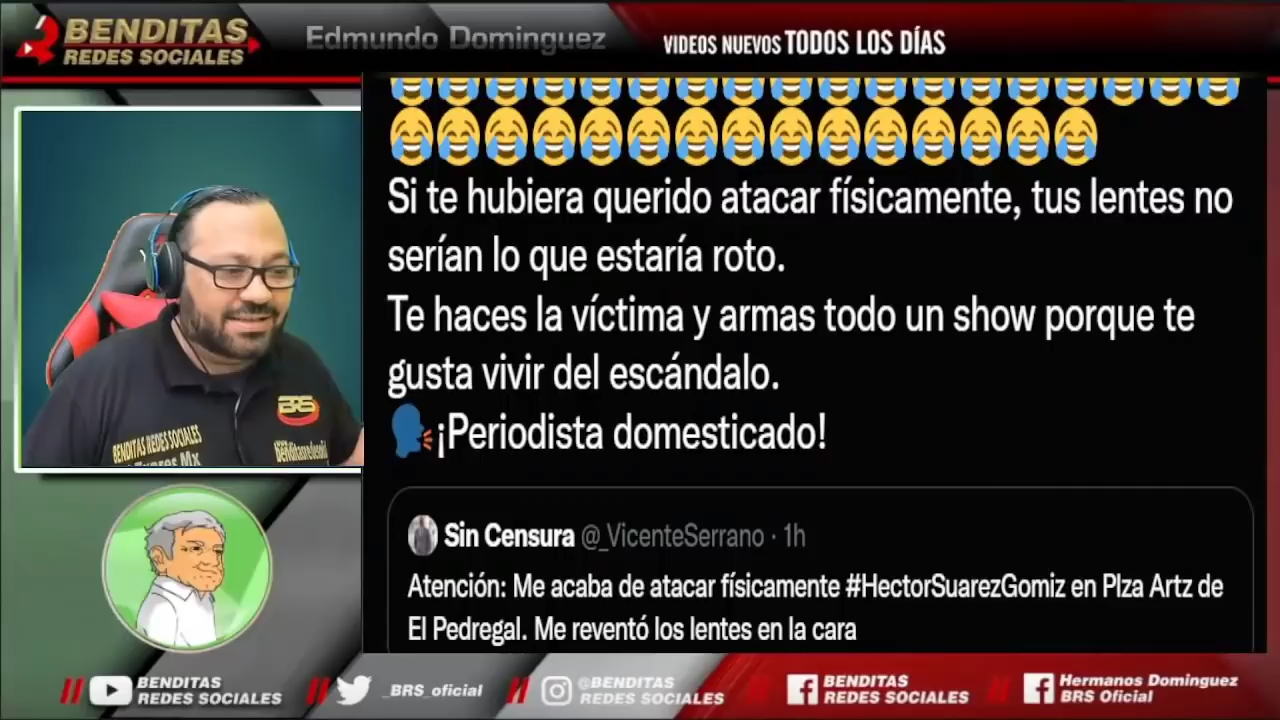 BENDITAS
REDES SOCIALES
Edmundo Dominguez
VIDEOS NUEVOS TODOS LOS DÍAS
Si te hubiera querido atacar físicamente, tus lentes no
serían lo que estaría roto.
Te haces la víctima y armas todo un show porque te
gusta vivir del escándalo.
¡Periodista domesticado!
Sin Censura @_VicenteSerrano · 1h
Atención: Me acaba de atacar físicamente #HectorSuarezGomiz en Plza Artz de
El Pedregal. Me reventó los lentes en la cara
BRS
BENDITAS REDES SOCIALES
BENDITAS
REDES SOCIALES
_BRS_oficial
@BENDITAS
REDES SOCIALES
BENDITAS
REDES SOCIALES
Hermanos Dominguez
BRS Oficial